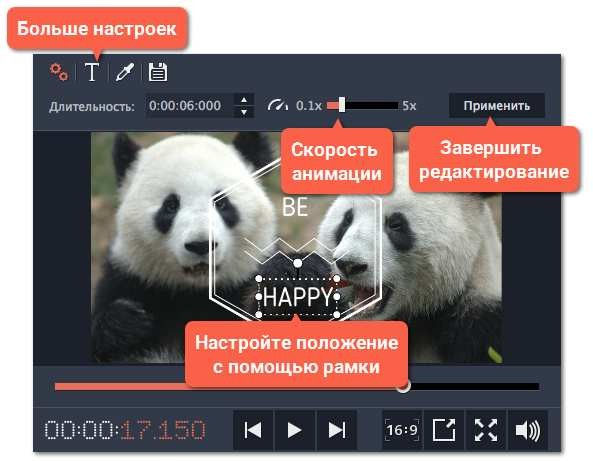 Больше настроек
T
Длительность: 0:00:06:000 0.1x 5x Применить
Скорость
анимации
Завершить
редактирование
BE
HAPPY
Настройте положение
с помощью рамки
00:00:17.150 16:9